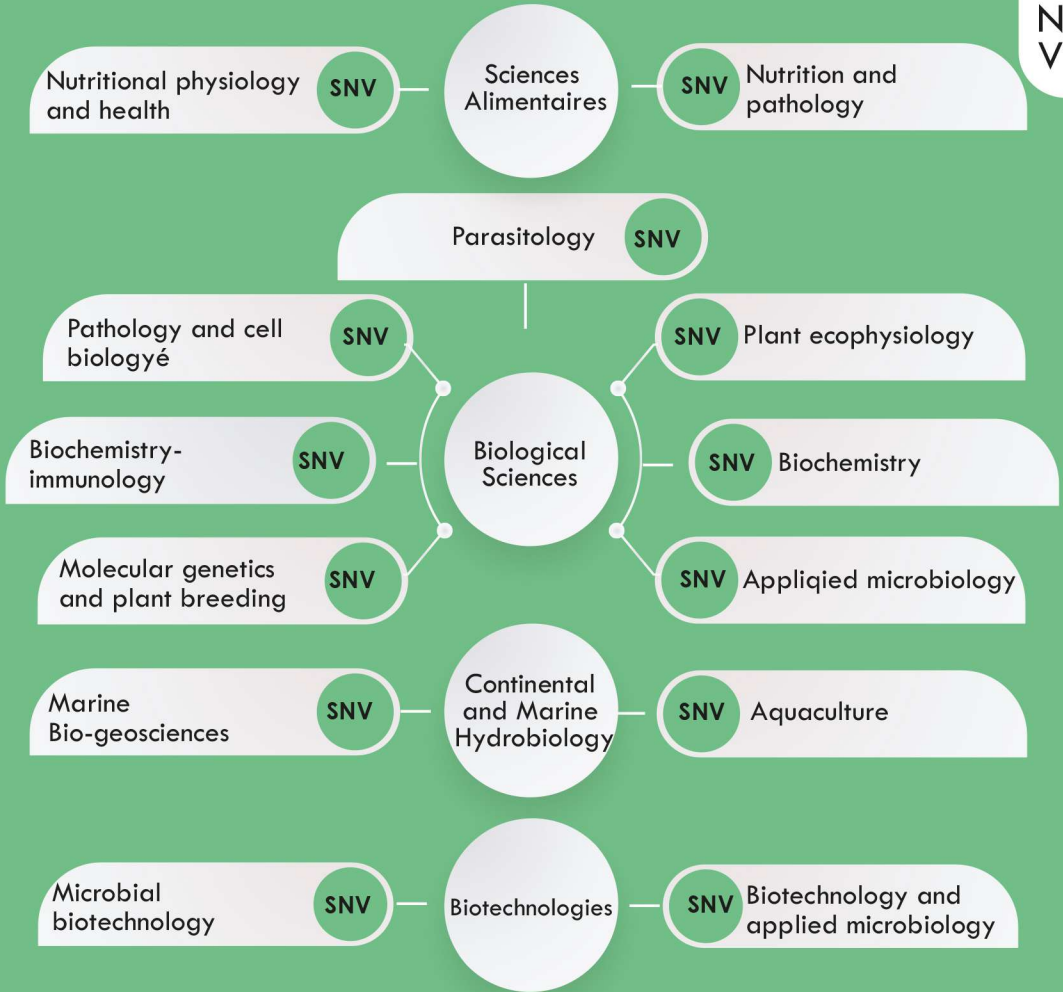 N
V
Nutritional physiology
and health
SNV
Sciences
Alimentaires
SNV
Nutrition and
pathology
Parasitology
SNV
Pathology and cell
biologyé
SNV
SNV
Plant ecophysiology
Biochemistry-
immunology
SNV
Biological
Sciences
SNV
Biochemistry
Molecular genetics
and plant breeding
SNV
SNV
Appliqied microbiology
Marine
Bio-geosciences
SNV
Continental
and Marine
Hydrobiology
SNV
Aquaculture
Microbial
biotechnology
SNV
Biotechnologies
SNV
Biotechnology and
applied microbiology